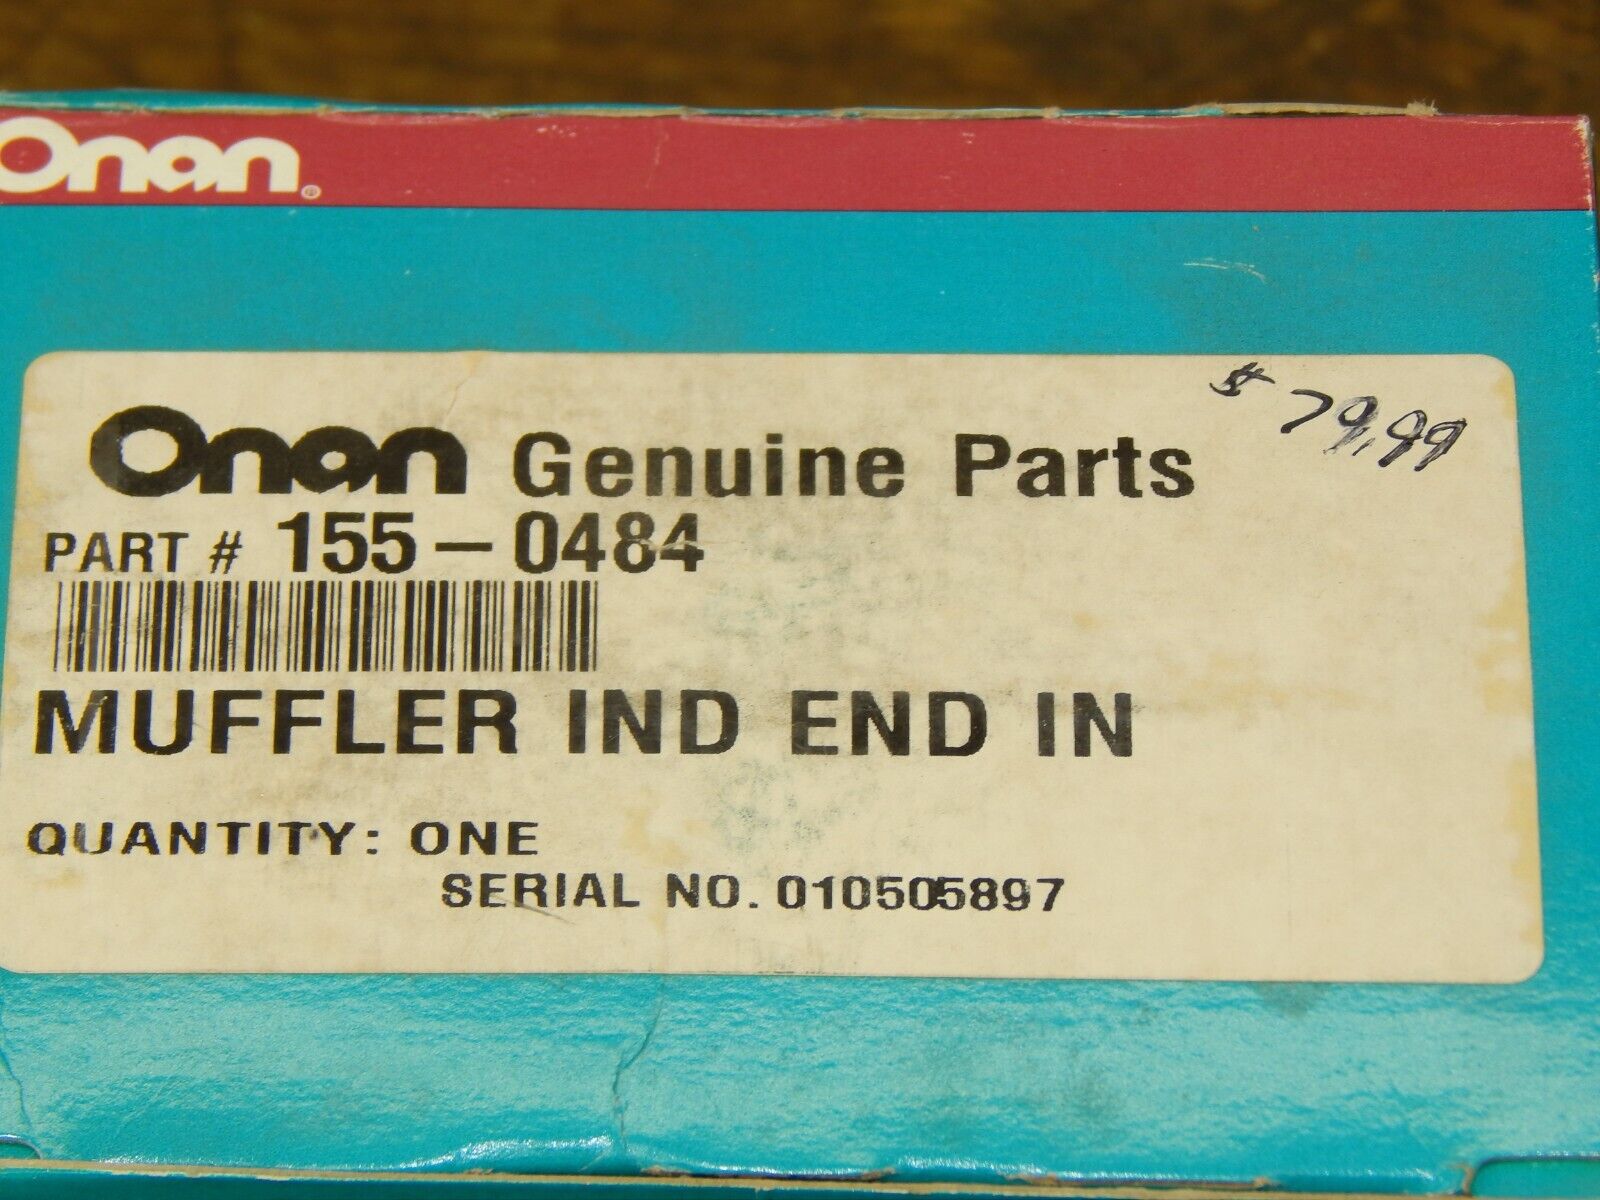 Onan®
$ 79.99
Onan Genuine Parts
PART # 155-0484
MUFFLER IND END IN
QUANTITY: ONE
SERIAL NO. 010505897